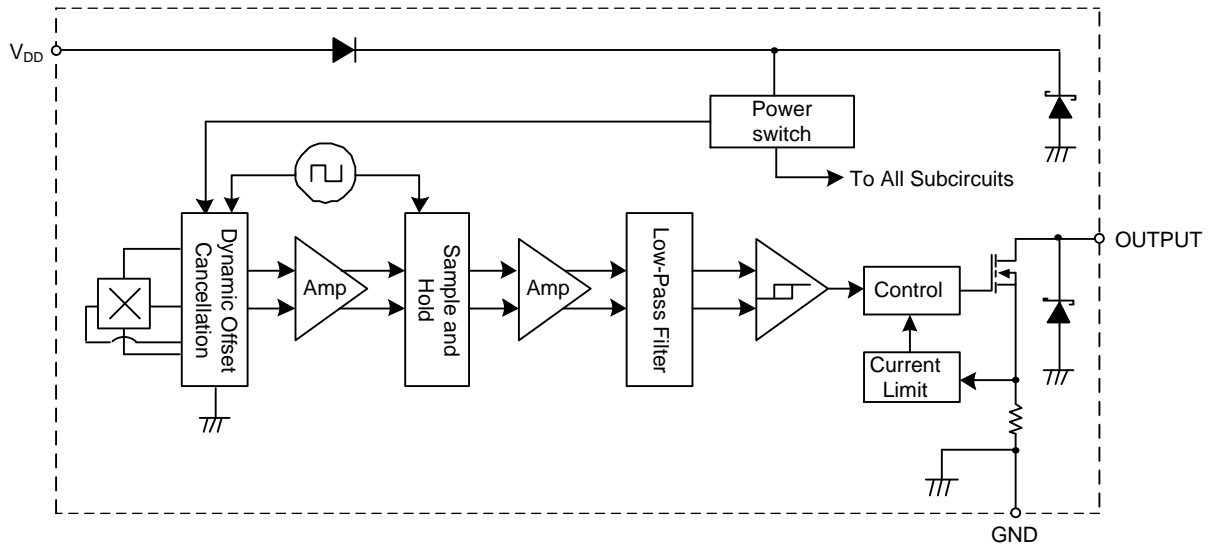 VDD
Power
switch
To All Subcircuits
Dynamic Offset
Cancellation
Amp
Sample and
Hold
Amp
Low-Pass Filter
Control
Current
Limit
OUTPUT
GND